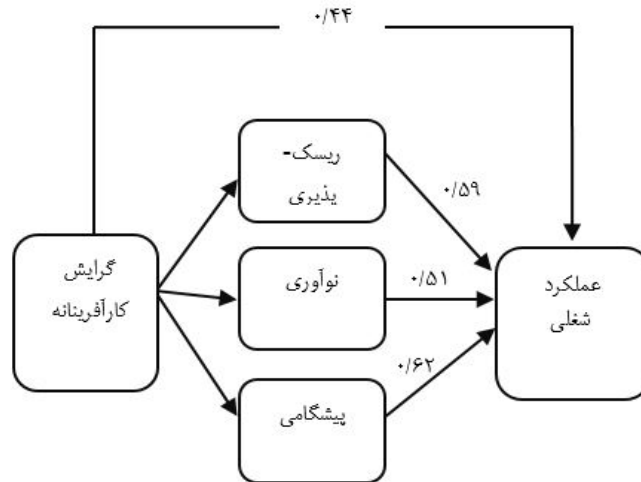 ۰/۴۴
ریسک-
پذیری
۰/۵۹
گرایش
کارآفرینانه
نوآوری
۰/۵۱
عملکرد
شغلی
پیشگامی
۰/۶۲